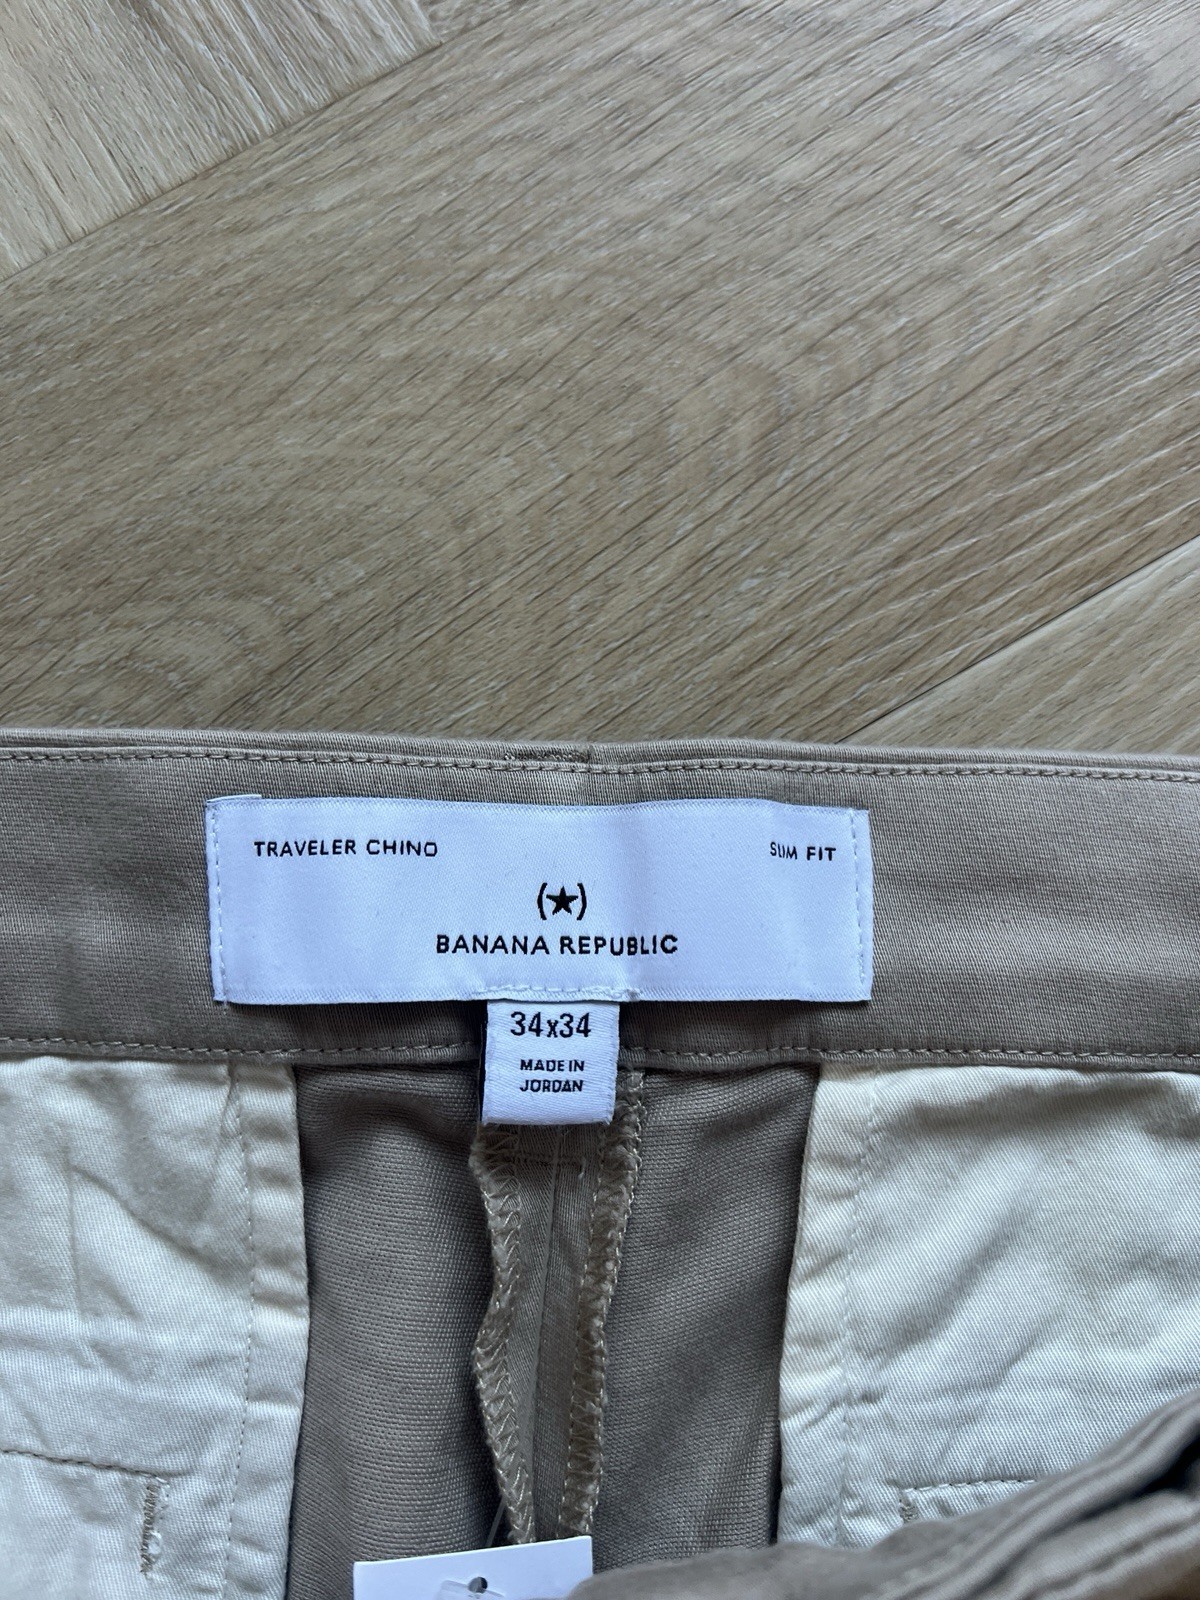 TRAVELER CHINO
SLIM FIT
(★)
BANANA REPUBLIC
34x34
MADE IN
JORDAN